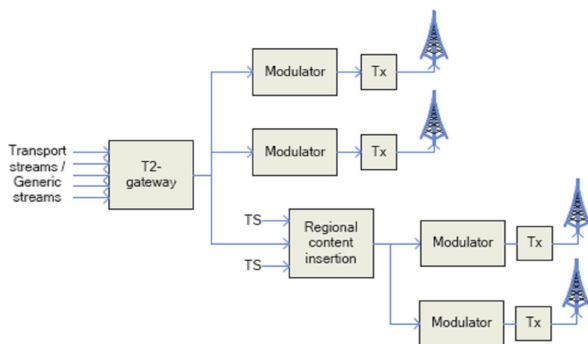 Modulator
Tx
Modulator
Tx
Transport
streams /
Generic
streams
T2-
gateway
TS
TS
Regional
content
insertion
Modulator
Tx
Modulator
Tx